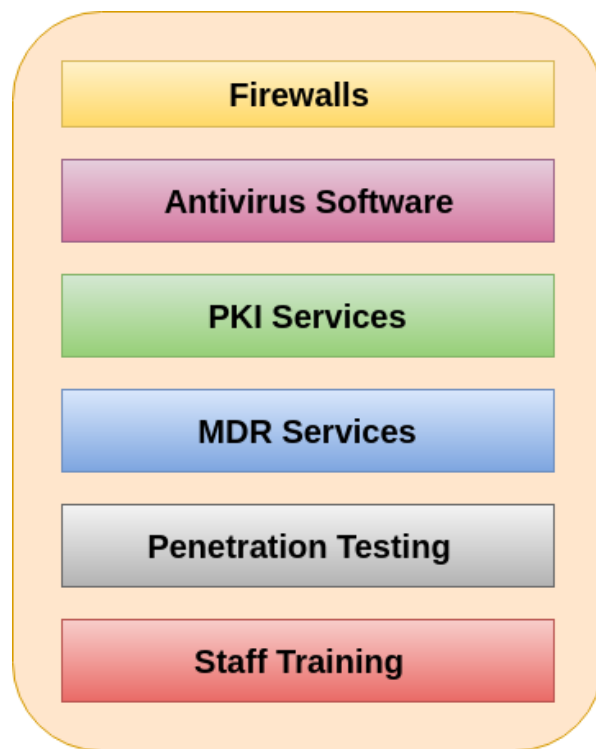 Firewalls
Antivirus Software
PKI Services
MDR Services
Penetration Testing
Staff Training